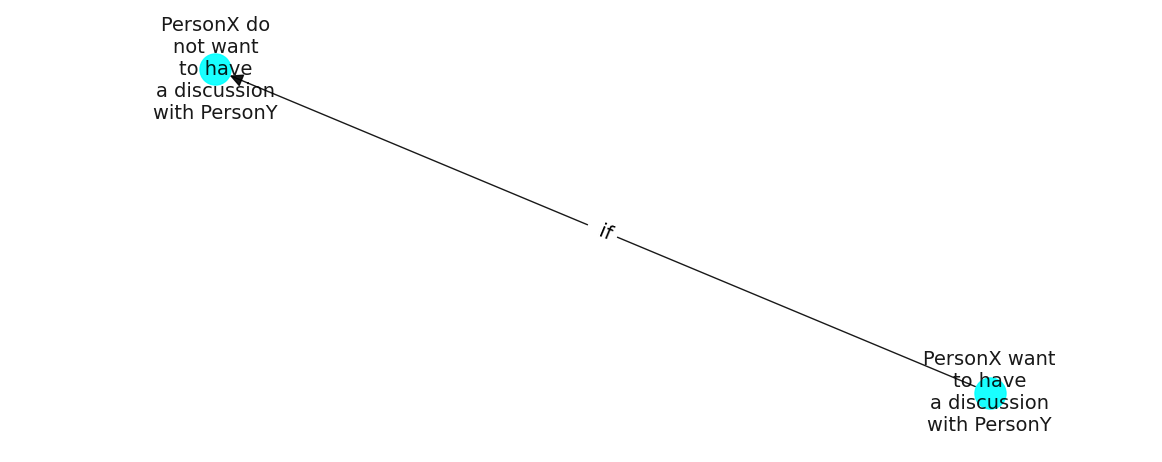 PersonX do
not want
to have
a discussion
with PersonY
if
PersonX want
to have
a discussion
with PersonY